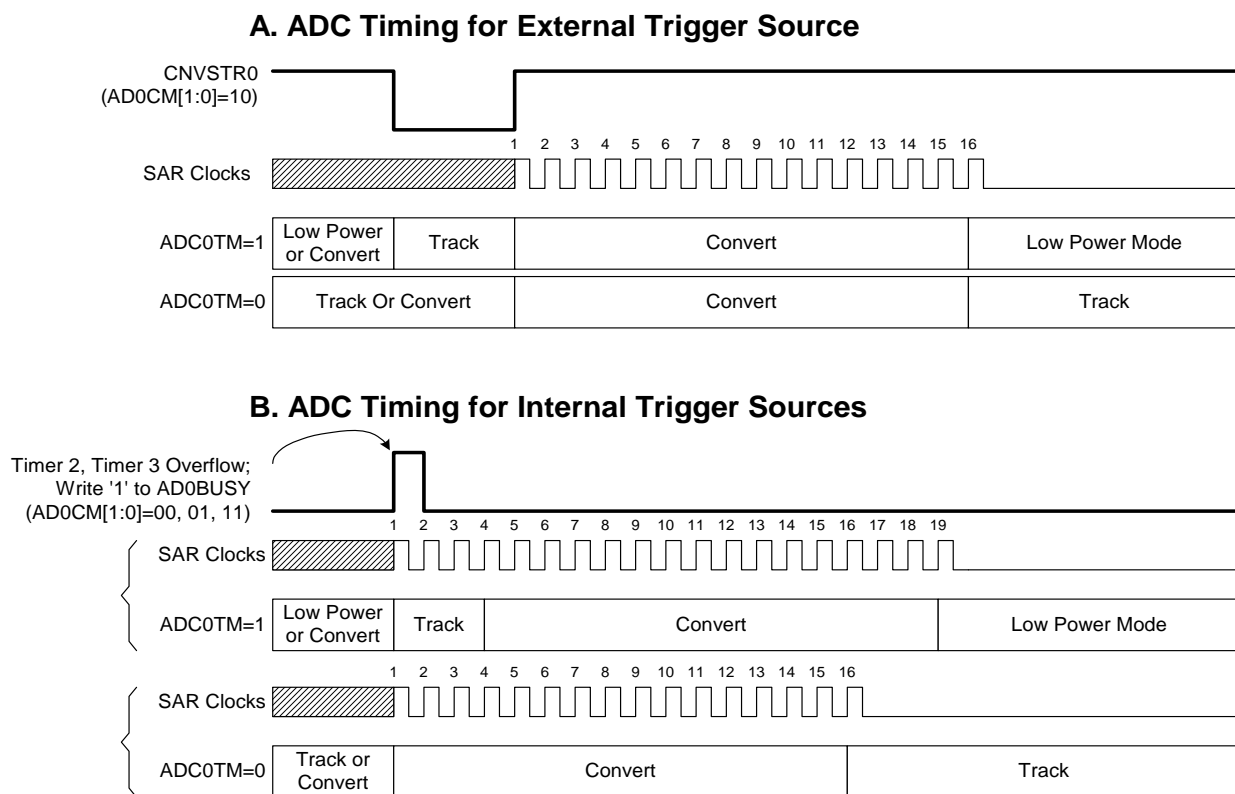 A. ADC Timing for External Trigger Source
CNVSTR0
(AD0CM[1:0]=10)
1 2 3 4 5 6 7 8 9 10 11 12 13 14 15 16
SAR Clocks
ADC0TM=1
Low Power
or Convert
Track
Convert
Low Power Mode
ADC0TM=0
Track Or Convert
Convert
Track
B. ADC Timing for Internal Trigger Sources
Timer 2, Timer 3 Overflow;
Write '1' to AD0BUSY
(AD0CM[1:0]=00, 01, 11)
1 2 3 4 5 6 7 8 9 10 11 12 13 14 15 16 17 18 19
SAR Clocks
ADC0TM=1
Low Power
or Convert
Track
Convert
Low Power Mode
1 2 3 4 5 6 7 8 9 10 11 12 13 14 15 16
SAR Clocks
ADC0TM=0
Track or
Convert
Convert
Track